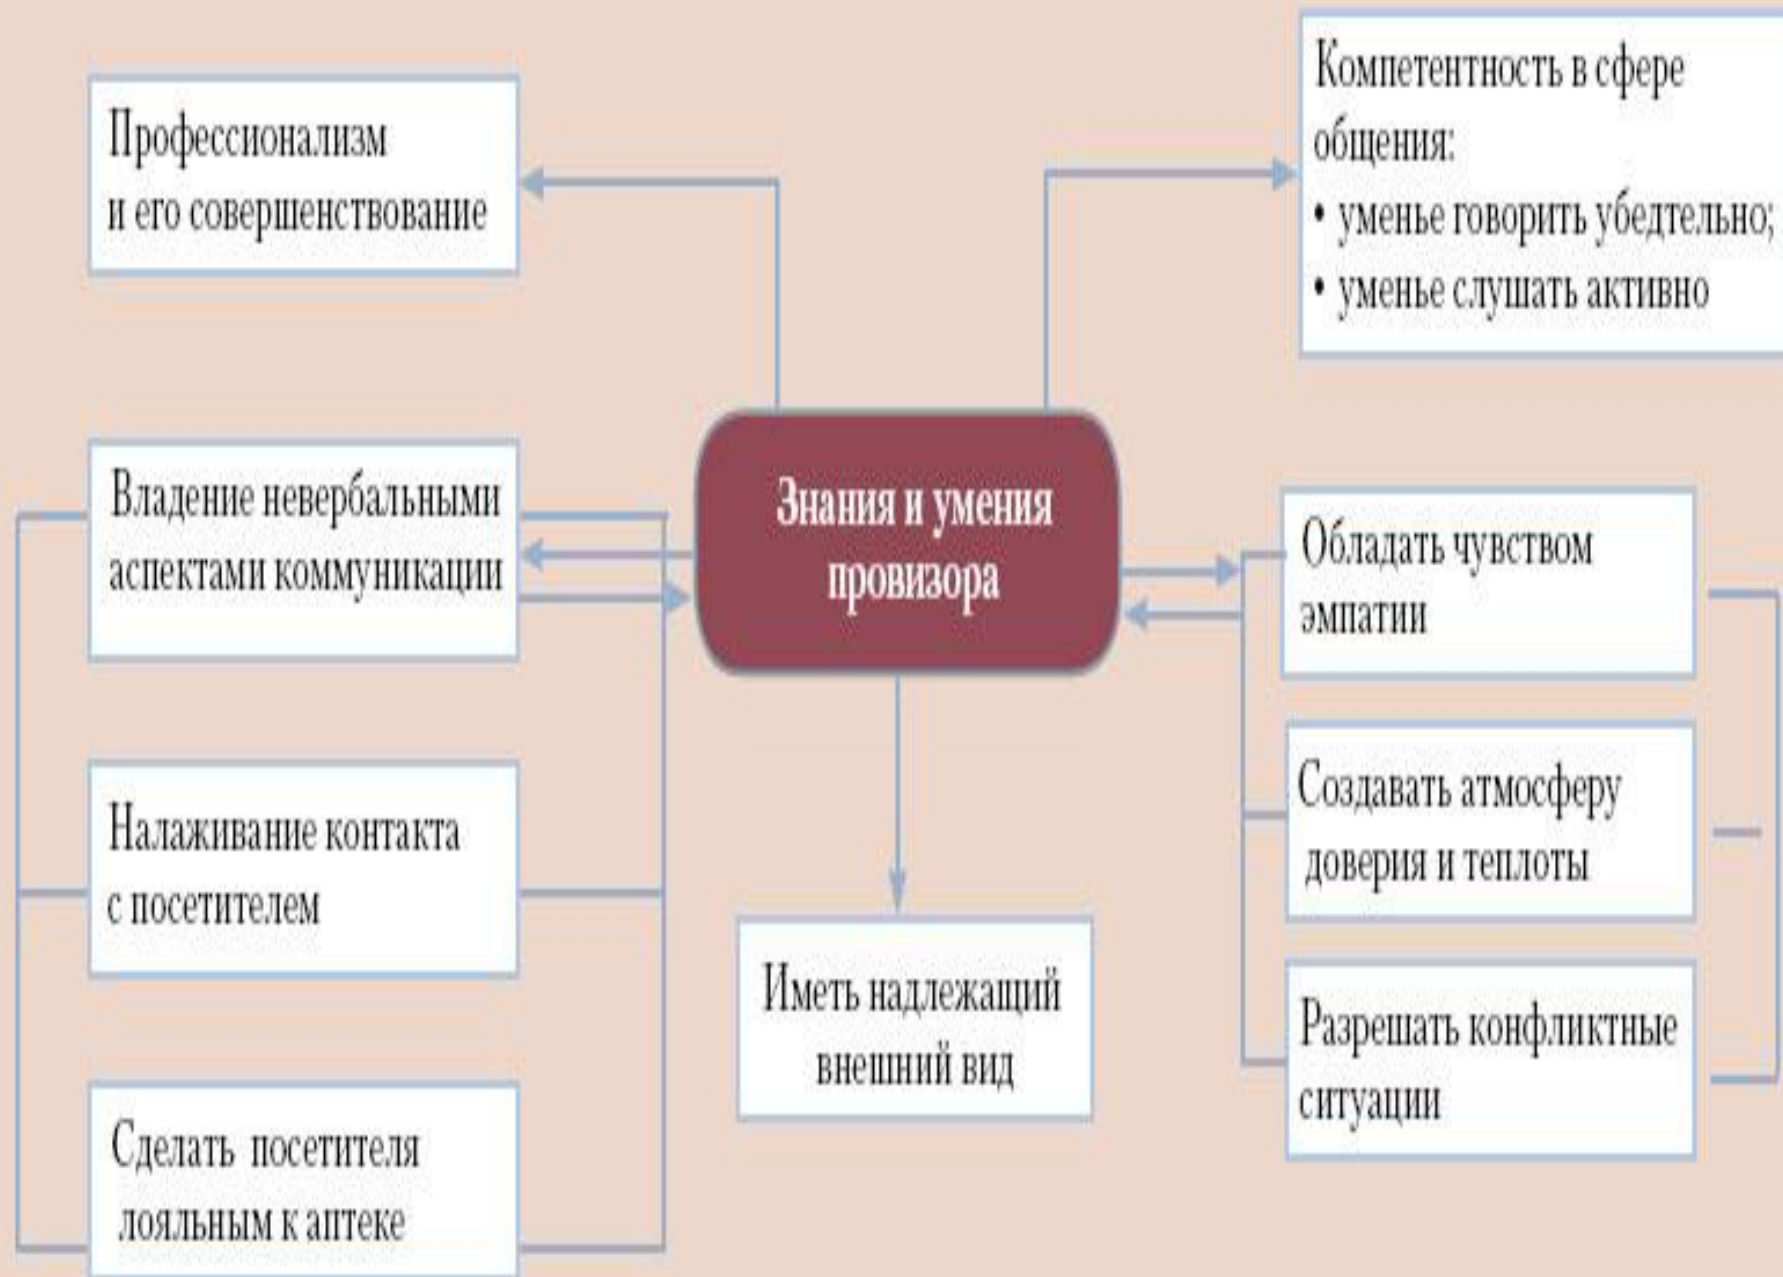 Профессионализм
и его совершенствование
Компетентность в сфере
общения:
• уменье говорить убедтельно;
• уменье слушать активно
Владение невербальными
аспектами коммуникации
Знания и умения
провизора
Обладать чувством
эмпатии
Налаживание контакта
с посетителем
Создавать атмосферу
доверия и теплоты
Иметь надлежащий
внешний вид
Разрешать конфликтные
ситуации
Сделать посетителя
лояльным к аптеке